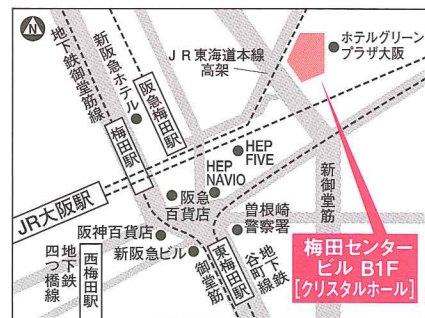 N
地下鉄御堂筋線
新阪急ホテル
阪急梅田駅
JR東海道本線
高架
ホテルグリーン
プラザ大阪
梅田駅
HEP
FIVE
HEP
NAVIO
新御堂筋
JR大阪駅
阪急
百貨店
曽根崎
警察署
阪神百貨店
新阪急ビル
地下鉄
四つ橋線
西梅田駅
御堂筋
東梅田駅
地下鉄
谷町線
梅田センター
ビル B1F
[クリスタルホール]